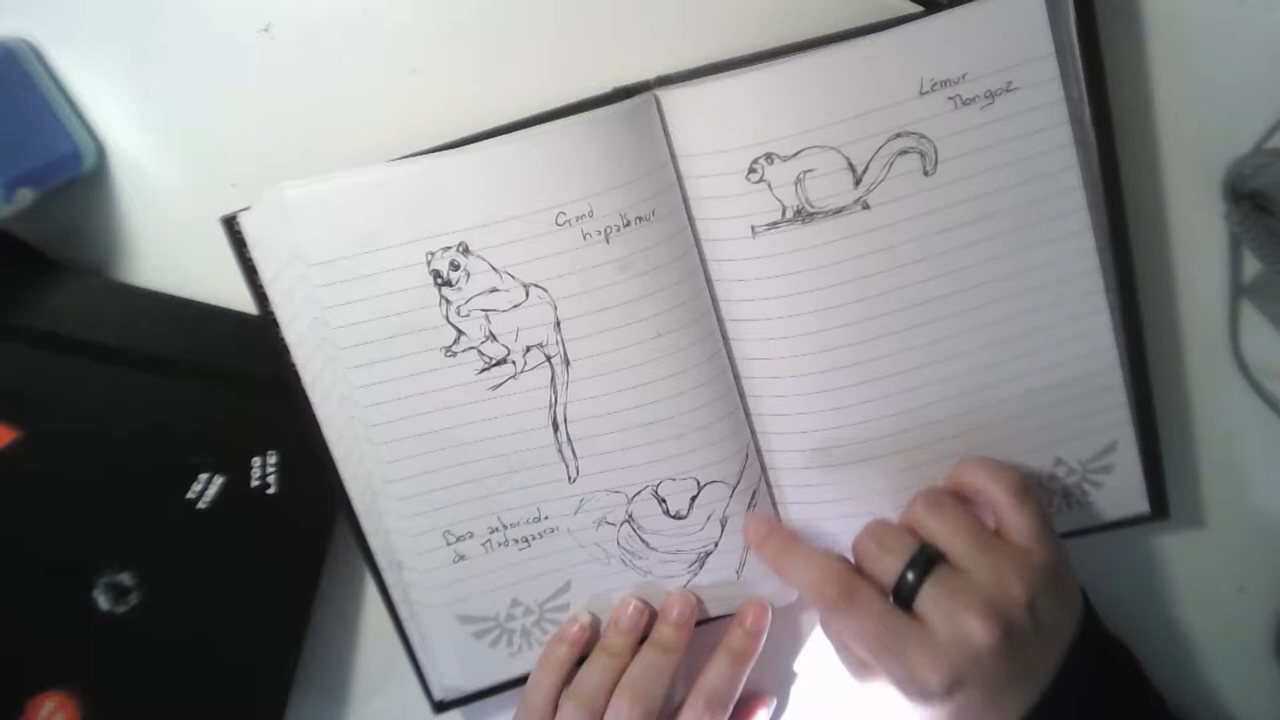 Grand
hapalémur
Boa arboricole
de Madagascar
Lémur
Mongoz
TOO
LATE!